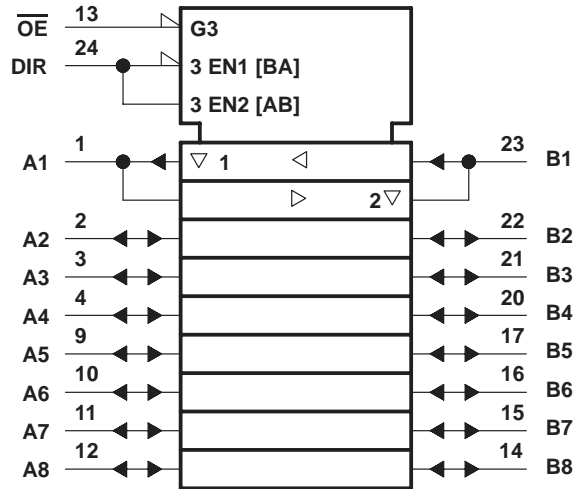 OE 13 G3
DIR 24 3 EN1 [BA]
3 EN2 [AB]
A1 1 1 23 B1
2
A2 2 22 B2
A3 3 21 B3
A4 4 20 B4
A5 9 17 B5
A6 10 16 B6
A7 11 15 B7
A8 12 14 B8